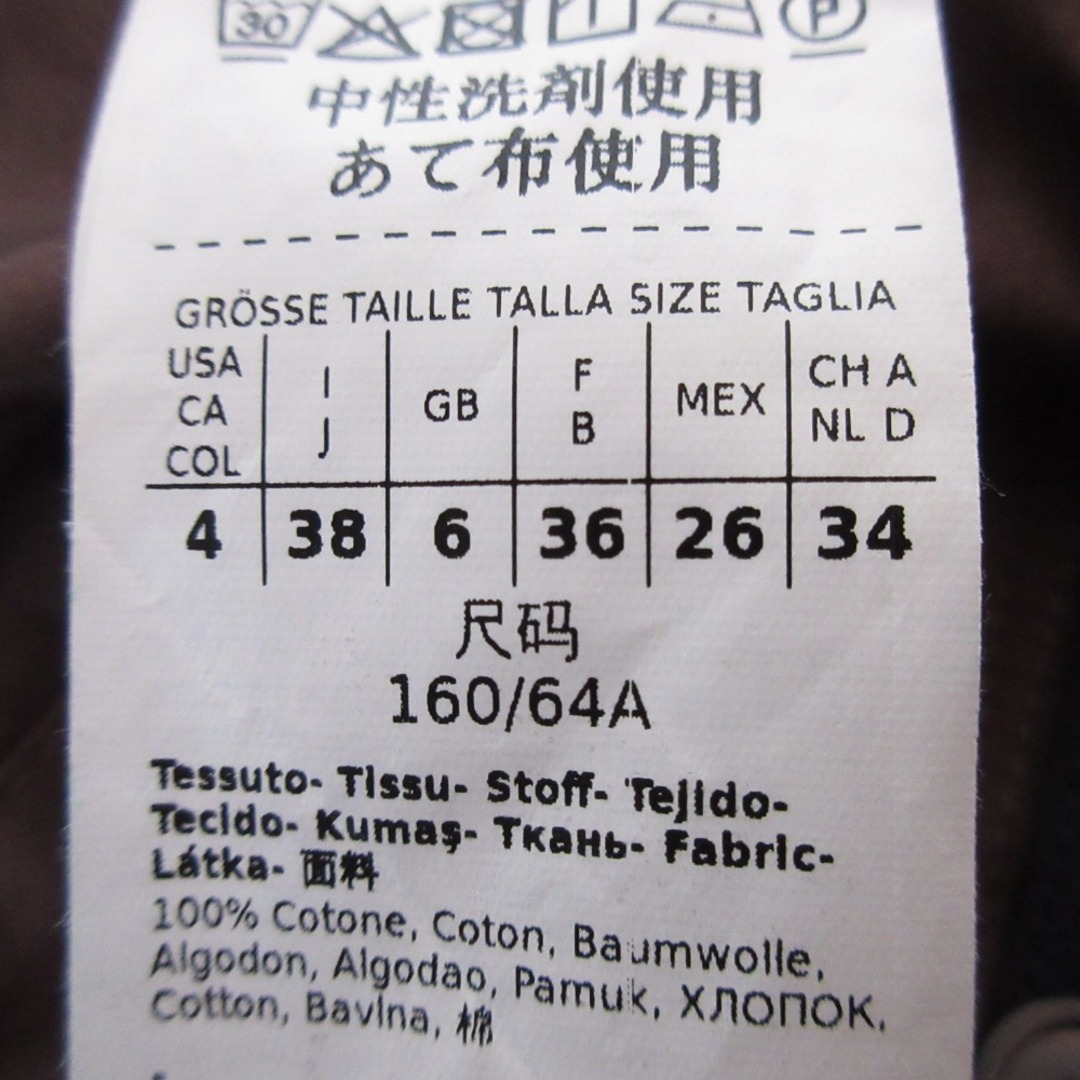 30 P
中性洗剤使用
あて布使用
GRÖSSE TAILLE TALLA SIZE TAGLIA
USA CA COL | I J | GB | F B | MEX | CH A NL D
4 | 38 | 6 | 36 | 26 | 34
尺码
160/64A
Tessuto- Tissu- Stoff- Tejido-
Tecido- Kumaş- Ткань- Fabric-
Látka- 面料
100% Cotone, Coton, Baumwolle,
Algodon, Algodao, Pamuk, ХЛОПОК,
Cotton, Bavlna, 棉